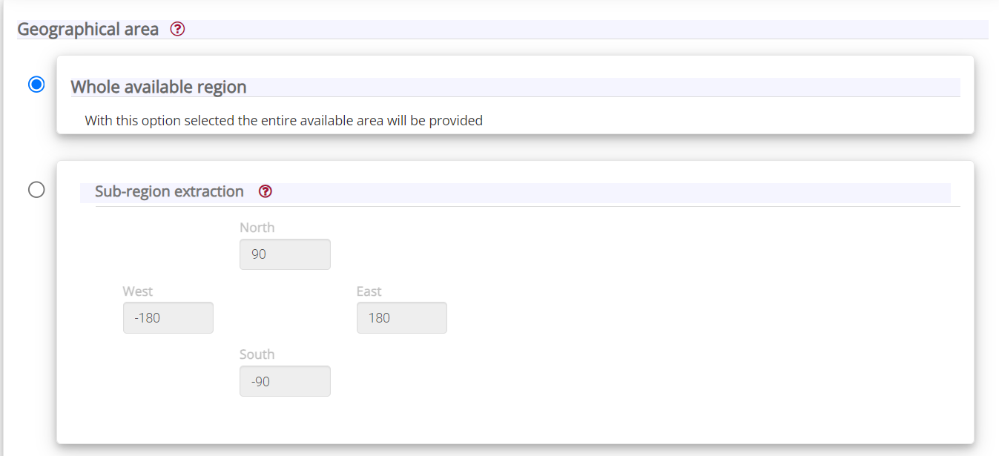 Geographical area ?
Whole available region
With this option selected the entire available area will be provided
Sub-region extraction ?
North
90
West East
-180 180
South
-90